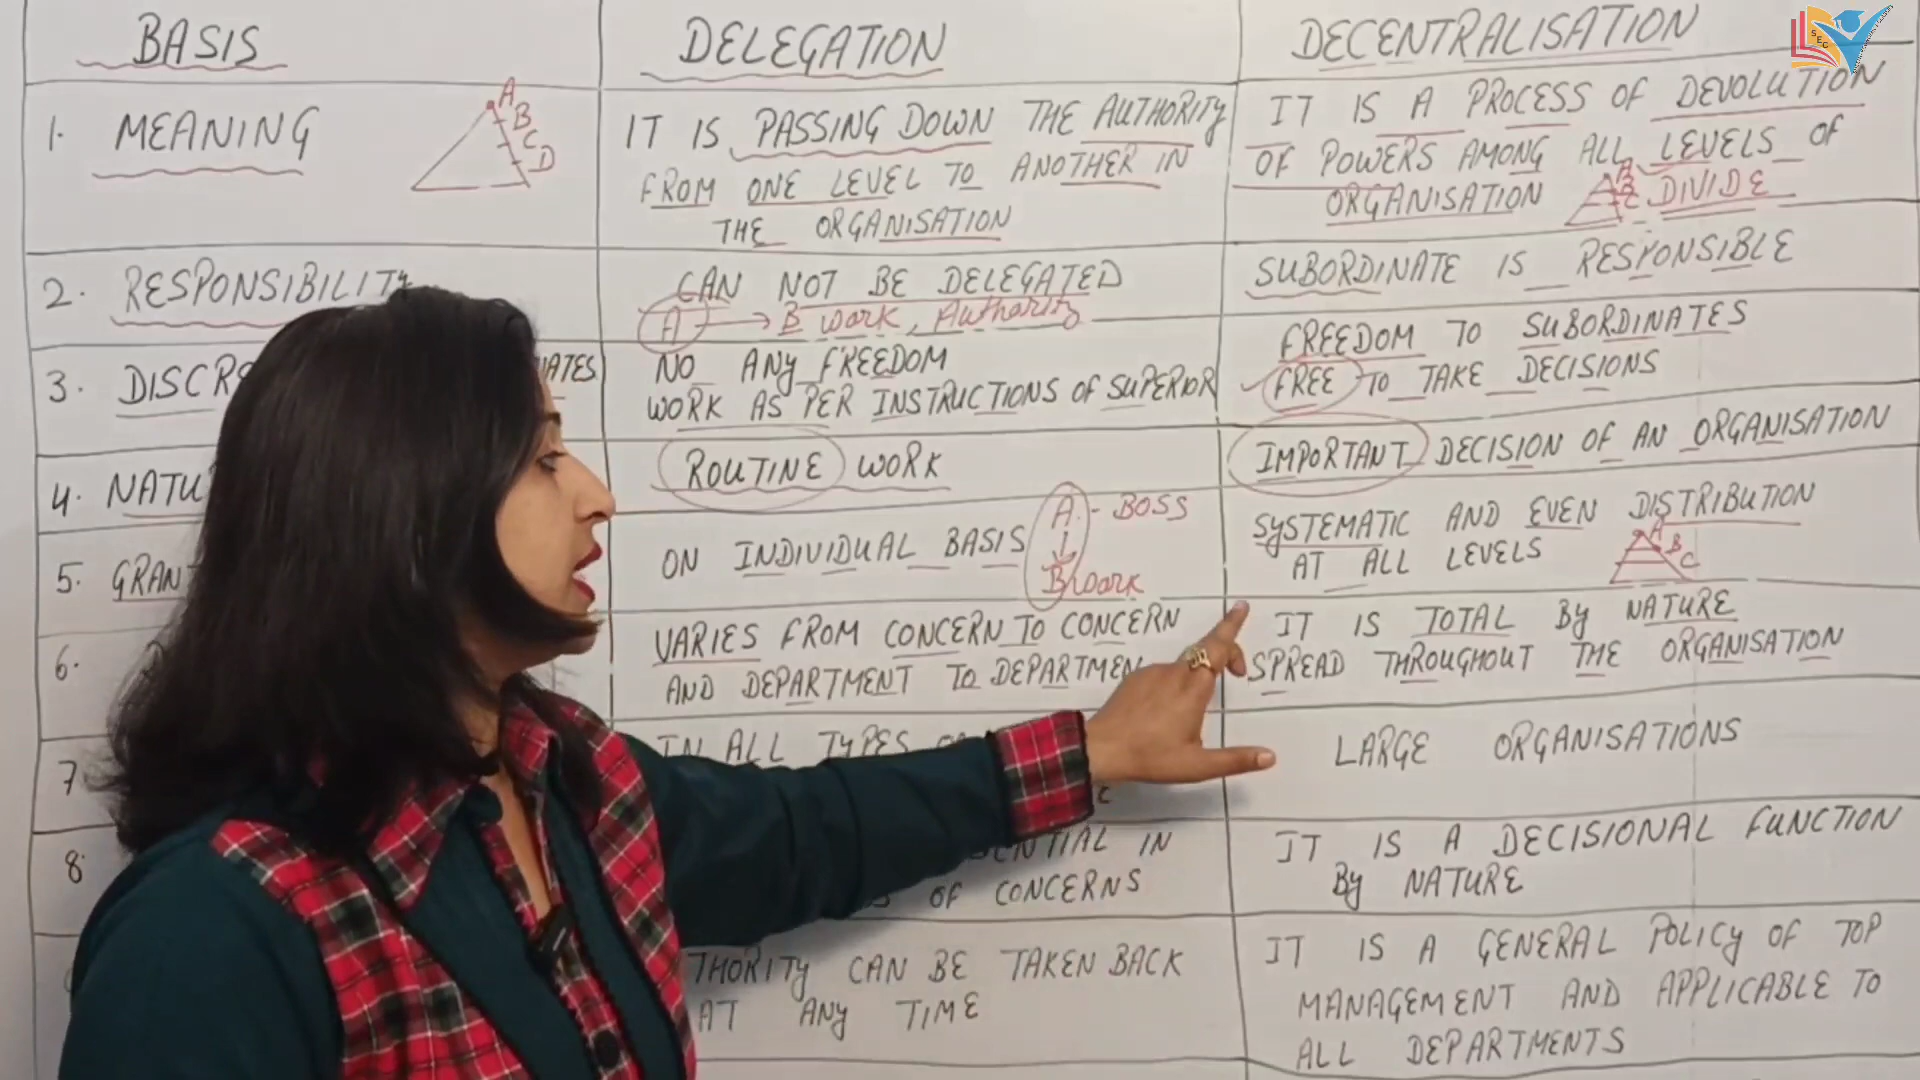 BASIS
DELEGATION
DECENTRALISATION
SEC
1. MEANING
A
B
C
D
IT IS PASSING DOWN THE AUTHORITY
FROM ONE LEVEL TO ANOTHER IN
THE ORGANISATION
IT IS A PROCESS OF DEVOLUTION
OF POWERS AMONG ALL LEVELS OF
ORGANISATION
A
B
C
DIVIDE
2. RESPONSIBILITY
CAN NOT BE DELEGATED
A → B work, Authority
SUBORDINATE IS RESPONSIBLE
3.
NO ANY FREEDOM
WORK AS PER INSTRUCTIONS OF SUPERIOR
FREEDOM TO SUBORDINATES
FREE TO TAKE DECISIONS
4.
ROUTINE WORK
IMPORTANT DECISION OF AN ORGANISATION
5.
ON INDIVIDUAL BASIS
A - BOSS
B work
SYSTEMATIC AND EVEN DISTRIBUTION
AT ALL LEVELS
A
B
C
6.
VARIES FROM CONCERN TO CONCERN
AND DEPARTMENT TO DEPARTMEN
IT IS TOTAL BY NATURE
SPREAD THROUGHOUT THE ORGANISATION
7
IN ALL TYPES
LARGE ORGANISATIONS
8.
IN
OF CONCERNS
IT IS A DECISIONAL FUNCTION
BY NATURE
THORITY CAN BE TAKEN BACK
AT ANY TIME
IT IS A GENERAL POLICY OF TOP
MANAGEMENT AND APPLICABLE TO
ALL DEPARTMENTS